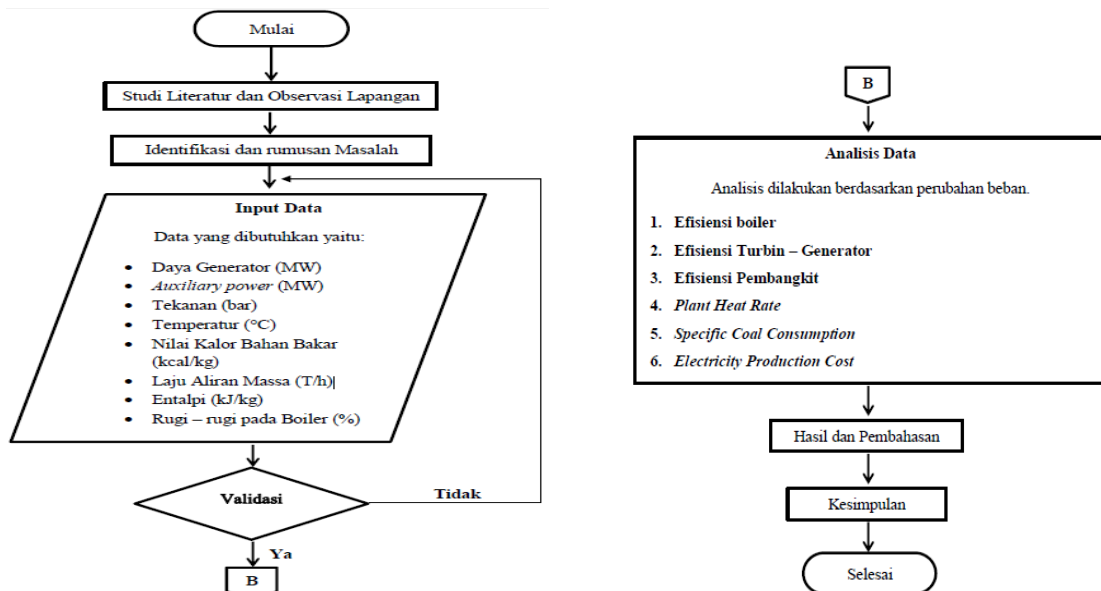 Mulai
Studi Literatur dan Observasi Lapangan
Identifikasi dan rumusan Masalah
Input Data
Data yang dibutuhkan yaitu:
• Daya Generator (MW)
• Auxiliary power (MW)
• Tekanan (bar)
• Temperatur (°C)
• Nilai Kalor Bahan Bakar
(kcal/kg)
• Laju Aliran Massa (T/h)|
• Entalpi (kJ/kg)
• Rugi – rugi pada Boiler (%)
Validasi
Tidak
Ya
B
B
Analisis Data
Analisis dilakukan berdasarkan perubahan beban.
1. Efisiensi boiler
2. Efisiensi Turbin – Generator
3. Efisiensi Pembangkit
4. Plant Heat Rate
5. Specific Coal Consumption
6. Electricity Production Cost
Hasil dan Pembahasan
Kesimpulan
Selesai